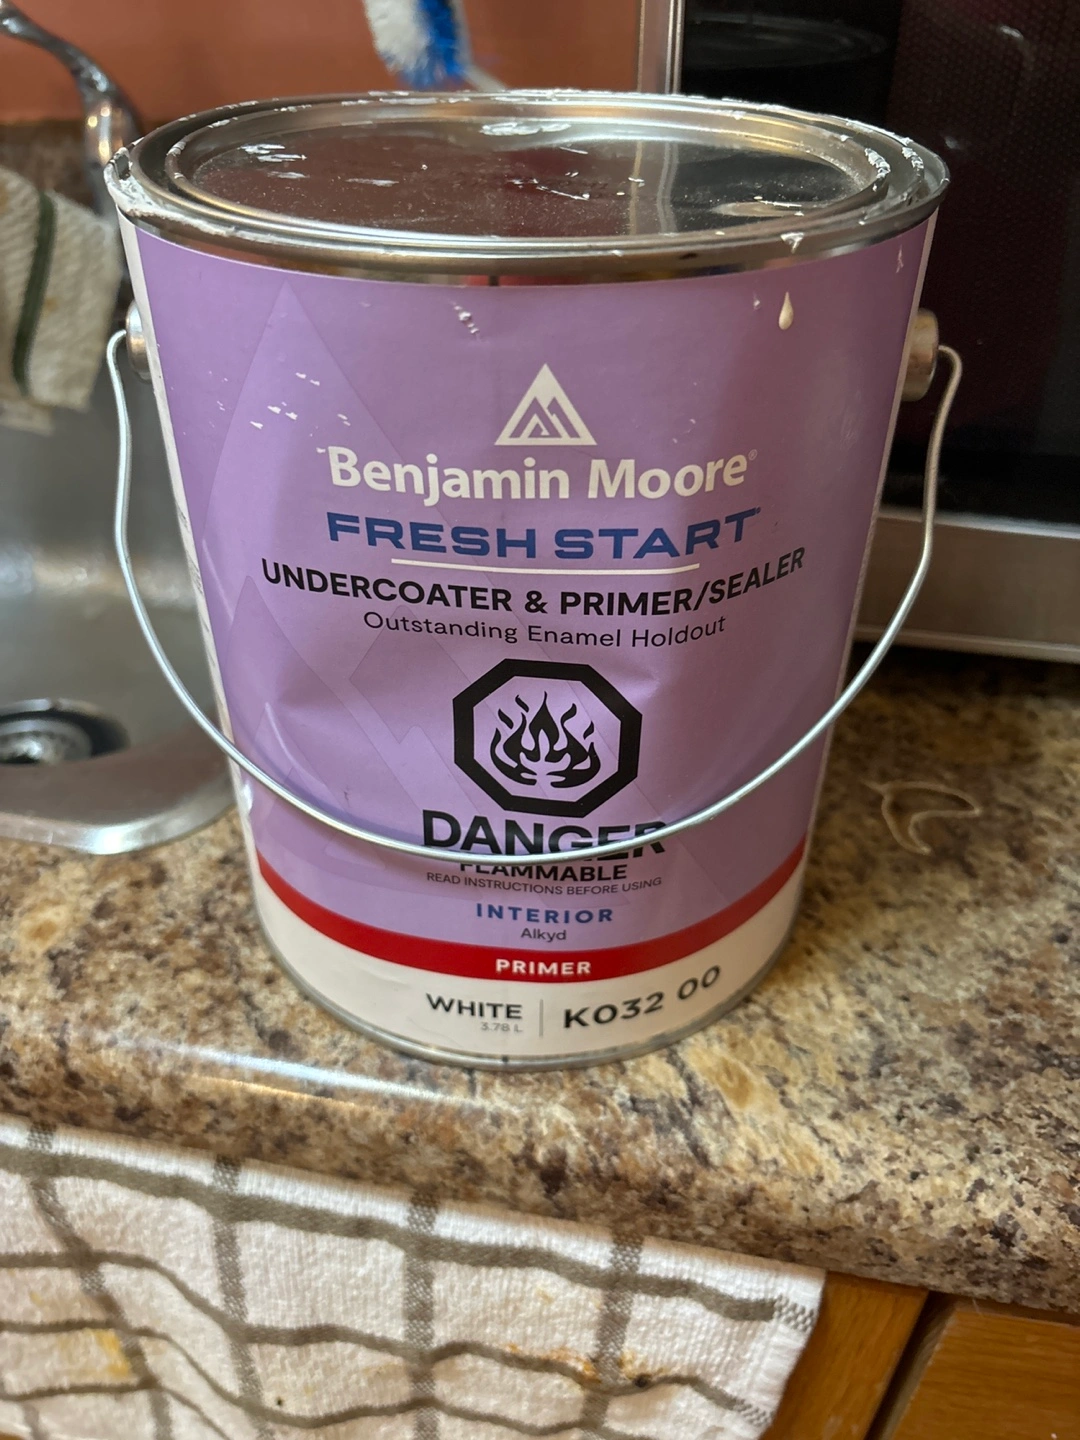 Benjamin Moore®
FRESH START®
UNDERCOATER & PRIMER/SEALER
Outstanding Enamel Holdout
DANGER
FLAMMABLE
READ INSTRUCTIONS BEFORE USING
INTERIOR
Alkyd
PRIMER
WHITE
3.78 L
K032 00